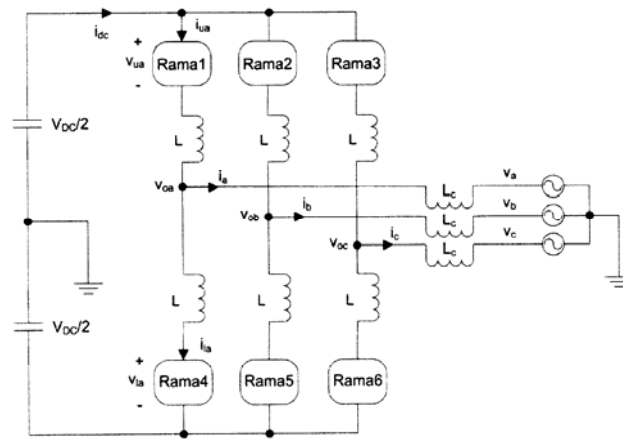 i_dc
i_ua
+
v_ua
-
Rama1
Rama2
Rama3
V_DC/2
L
L
L
v_oa
i_a
L_c
v_a
v_ob
i_b
L_c
v_b
v_oc
i_c
L_c
v_c
L
L
L
V_DC/2
i_la
+
v_la
-
Rama4
Rama5
Rama6